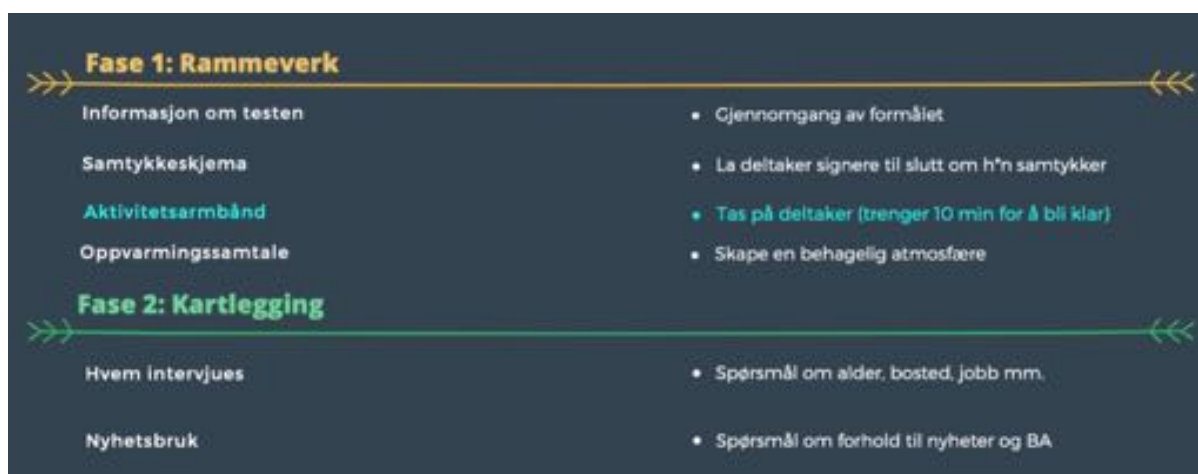 Fase 1: Rammeverk
Informasjon om testen
• Gjennomgang av formålet
Samtykkeskjema
• La deltaker signere til slutt om h*n samtykker
Aktivitetsarmbånd
• Tas på deltaker (trenger 10 min for å bli klar)
Oppvarmingssamtale
• Skape en behagelig atmosfære
Fase 2: Kartlegging
Hvem intervjues
• Spørsmål om alder, bosted, jobb mm.
Nyhetsbruk
• Spørsmål om forhold til nyheter og BA